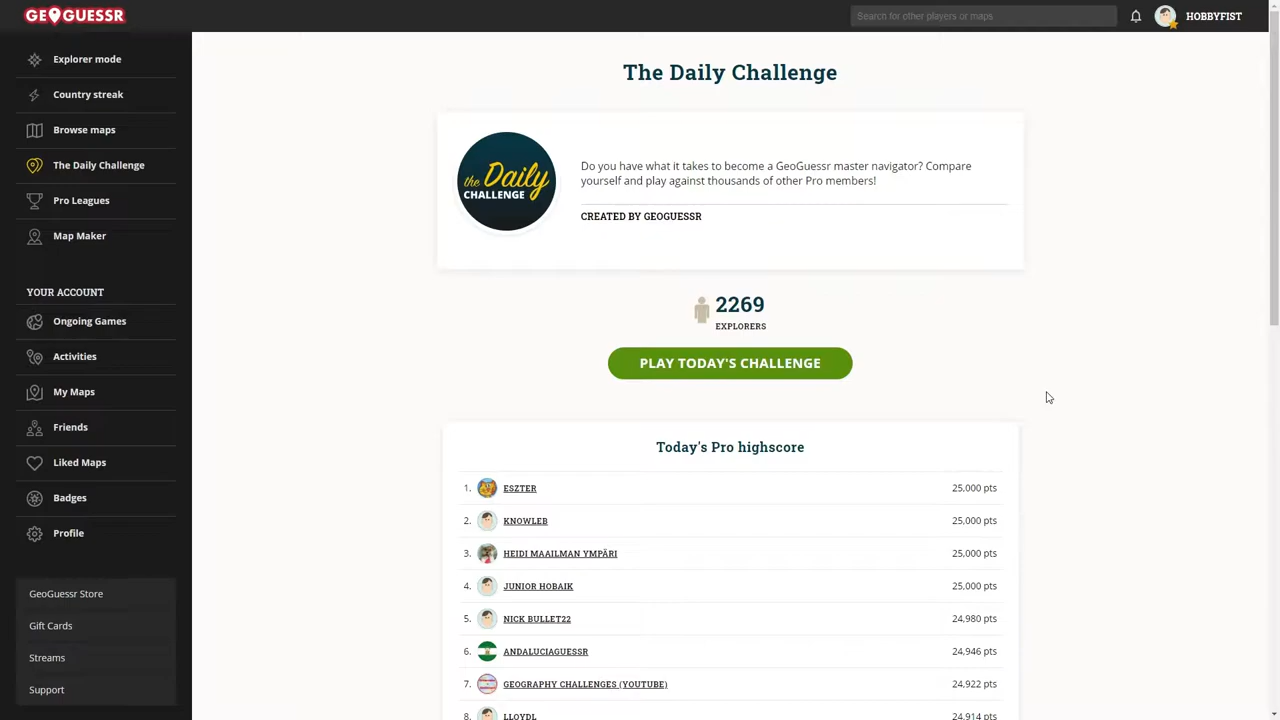 GEOGUESSR
Search for other players or maps
HOBBYFIST
Explorer mode
Country streak
Browse maps
The Daily Challenge
Pro Leagues
Map Maker
YOUR ACCOUNT
Ongoing Games
Activities
My Maps
Friends
Liked Maps
Badges
Profile
GeoGuessr Store
Gift Cards
Streams
Support
The Daily Challenge
the Daily
CHALLENGE
Do you have what it takes to become a GeoGuessr master navigator? Compare
yourself and play against thousands of other Pro members!
CREATED BY GEOGUESSR
2269
EXPLORERS
PLAY TODAY'S CHALLENGE
Today's Pro highscore
1. ESZTER 25,000 pts
2. KNOWLEB 25,000 pts
3. HEIDI MAAILMAN YMPÄRI 25,000 pts
4. JUNIOR HOBAIK 25,000 pts
5. NICK BULLET22 24,980 pts
6. ANDALUCIAGUESSR 24,946 pts
7. GEOGRAPHY CHALLENGES (YOUTUBE) 24,922 pts
8. LLOYDL 24,914 pts